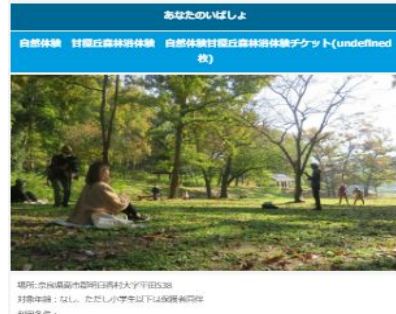 あなたのいばしょ
自然体験 甘樫丘森林浴体験 自然体験甘樫丘森林浴体験チケット(undefined
枚)
場所:奈良県高市郡明日香村大字平田538
対象年齢：なし、ただし小学生以下は保護者同伴